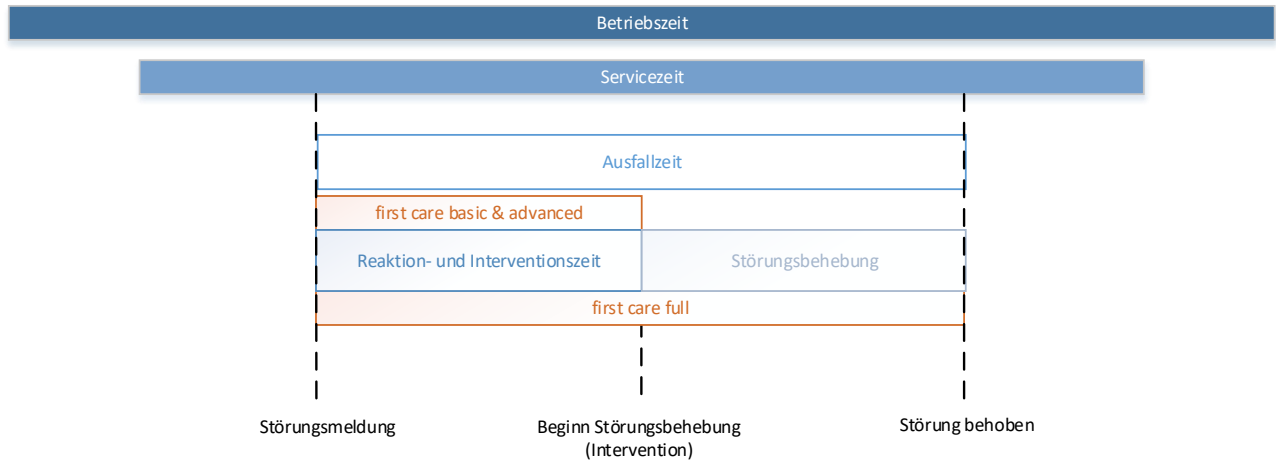 Betriebszeit
Servicezeit
Ausfallzeit
first care basic & advanced
Reaktion- und Interventionszeit
Störungsbehebung
first care full
Störungsmeldung
Beginn Störungsbehebung
(Intervention)
Störung behoben